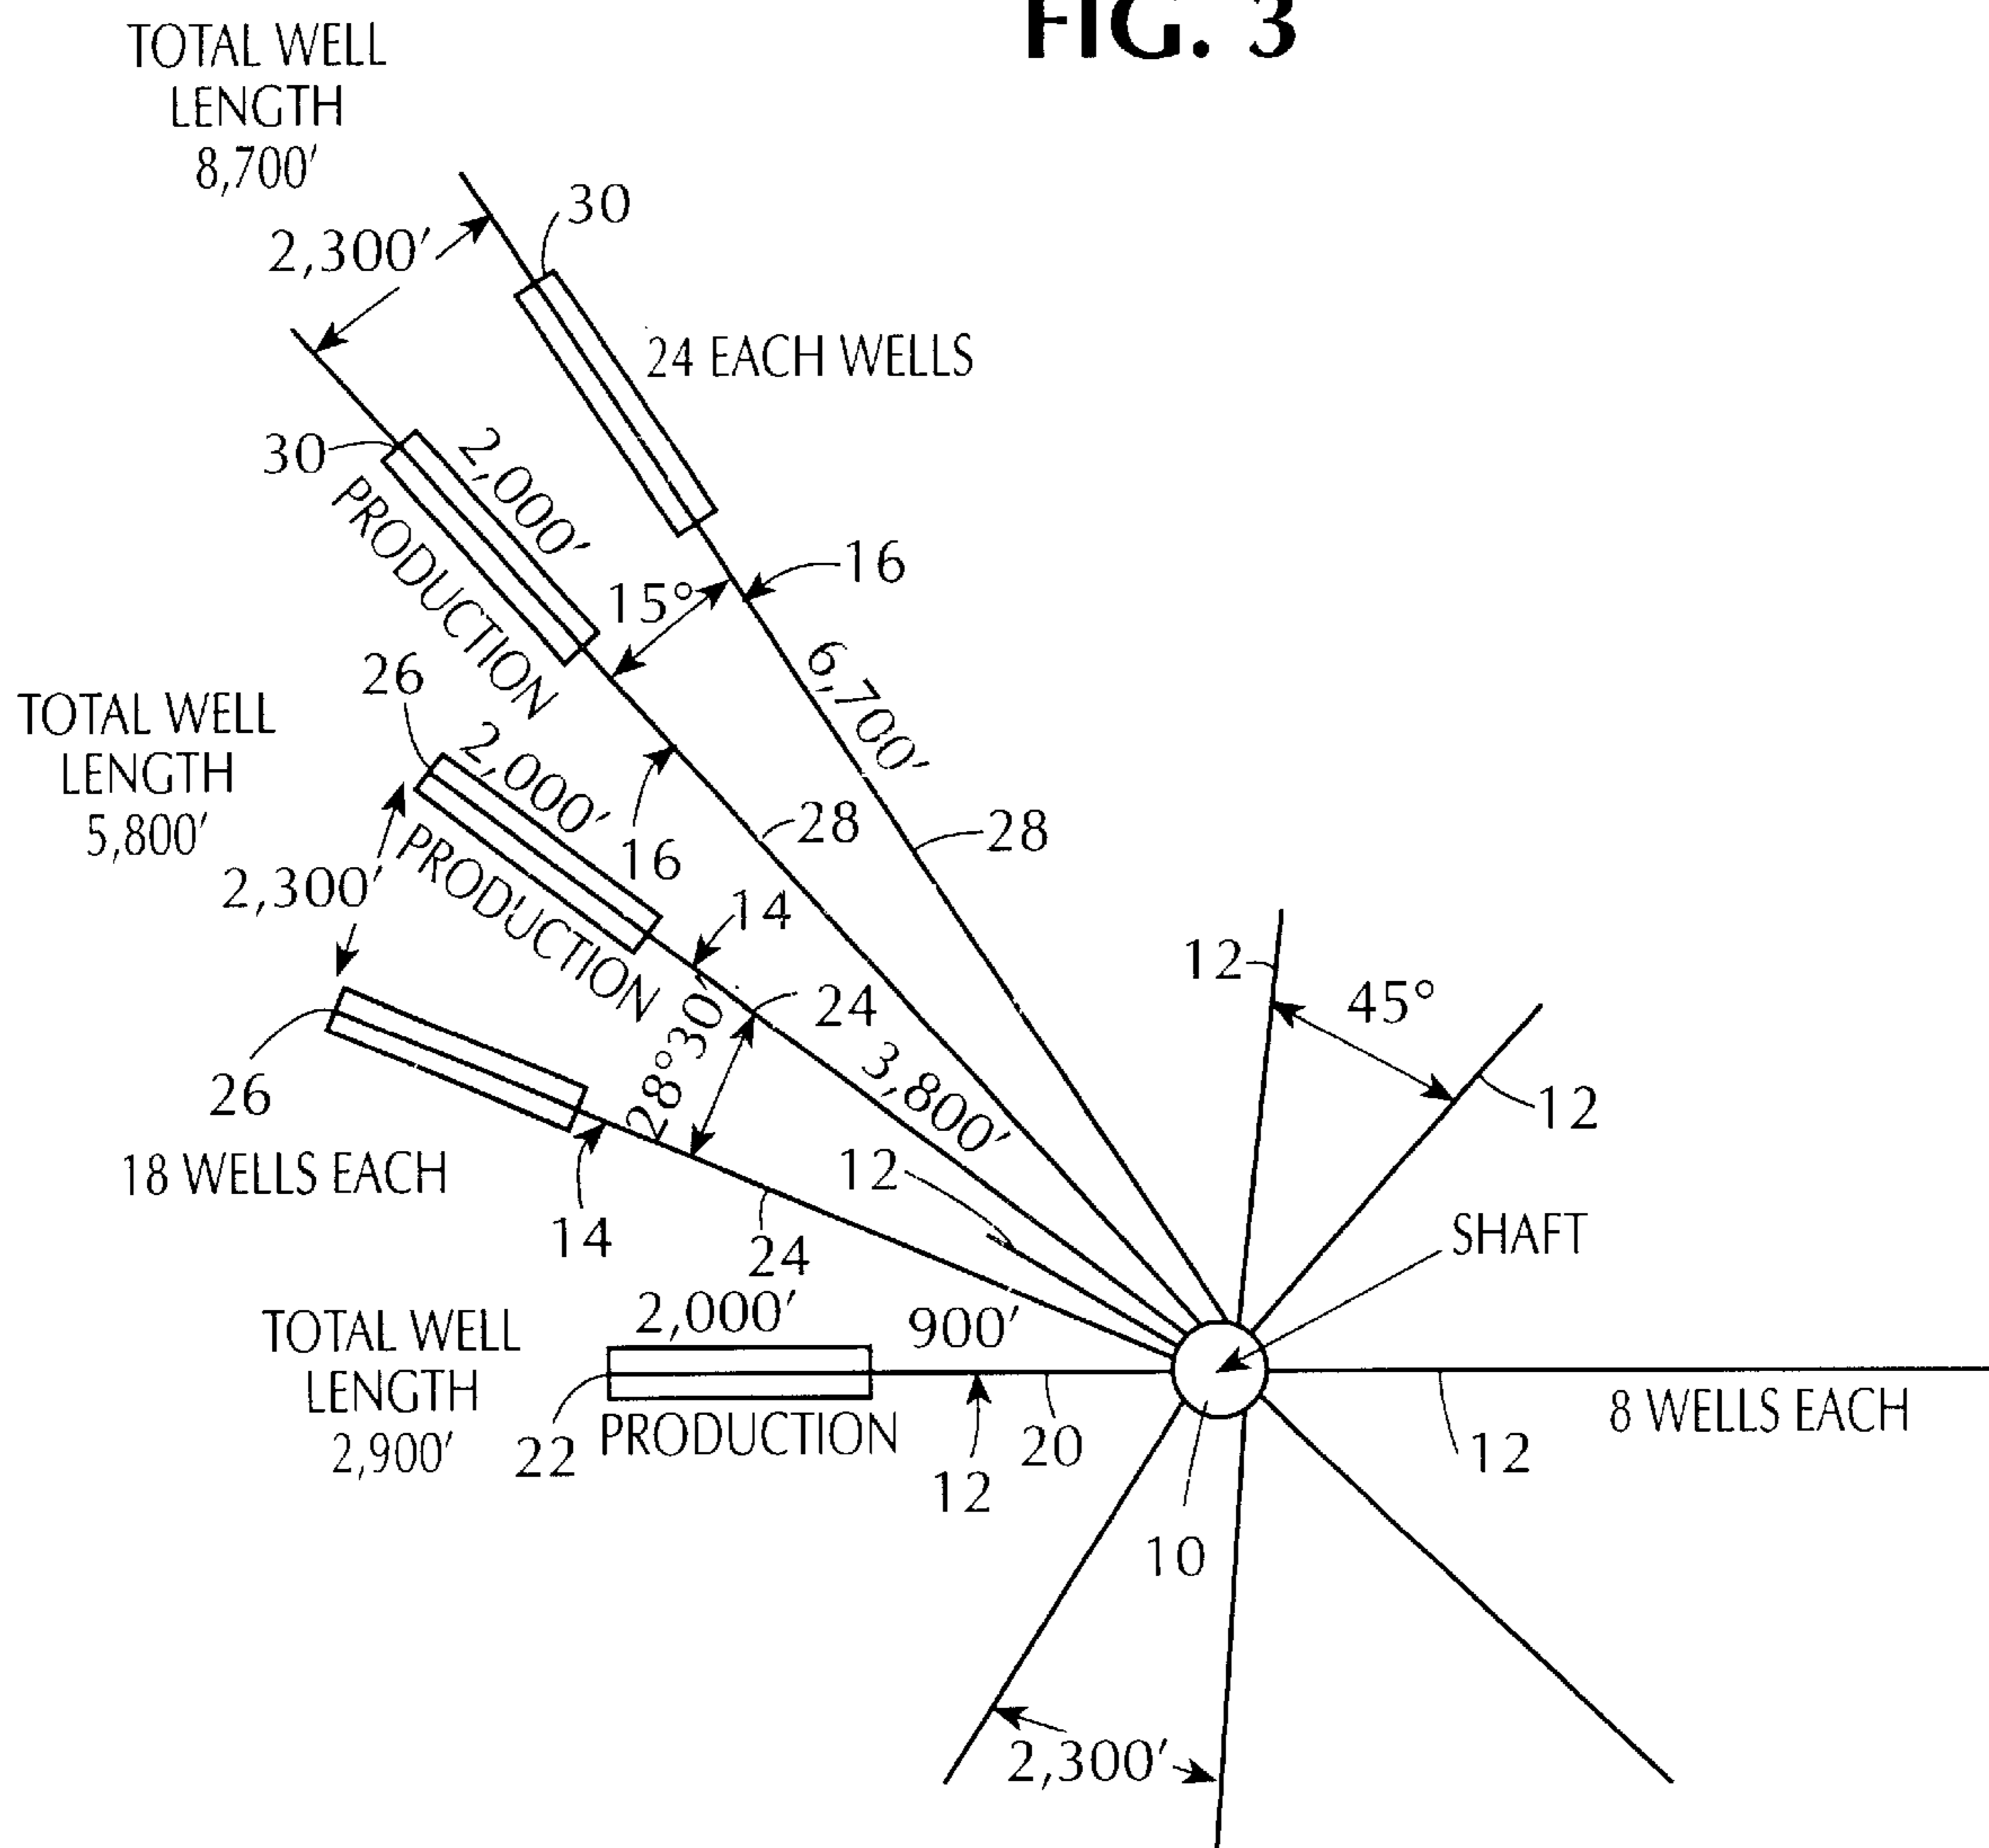 FIG. 3
TOTAL WELL
LENGTH
8,700′
2,300′
30
24 EACH WELLS
30
2,000′
PRODUCTION
15°
16
6,700′
26
TOTAL WELL
LENGTH
5,800′
2,000′
16
28
28
2,300′
PRODUCTION
14
12
45°
24
28°30′
3,800′
26
12
12
18 WELLS EACH
14
24
SHAFT
TOTAL WELL
LENGTH
2,900′
2,000′
900′
22
PRODUCTION
12
20
8 WELLS EACH
12
10
2,300′